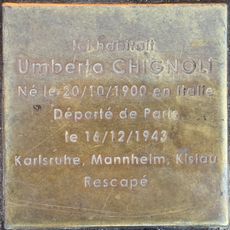 Ici habitait
Umberto CHIGNOLI
Né le 20/10/1900 en Italie
Déporté de Paris
le 16/12/1943
Karlsruhe, Mannheim, Kislau
Rescapé